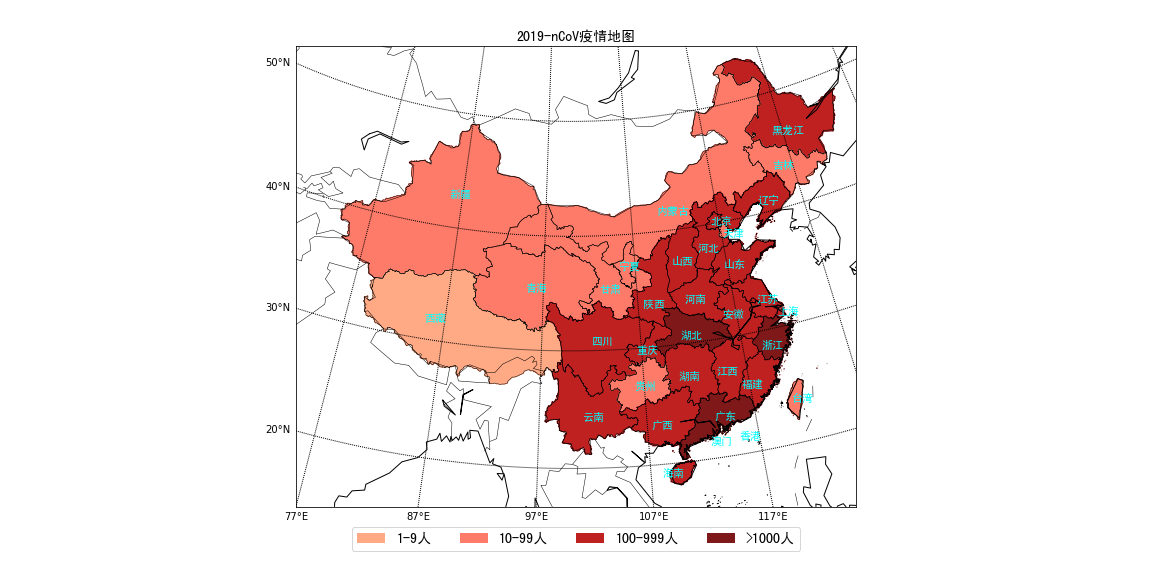 2019-nCoV疫情地图
50°N
黑龙江
吉林
40°N
新疆
辽宁
内蒙古
北京
天津
河北
山西
山东
宁夏
青海
甘肃
30°N
陕西
河南
江苏
上海
安徽
西藏
湖北
四川
浙江
重庆
江西
湖南
福建
贵州
台湾
云南
广东
20°N
广西
香港
澳门
海南
77°E 87°E 97°E 107°E 117°E
1-9人 10-99人 100-999人 >1000人